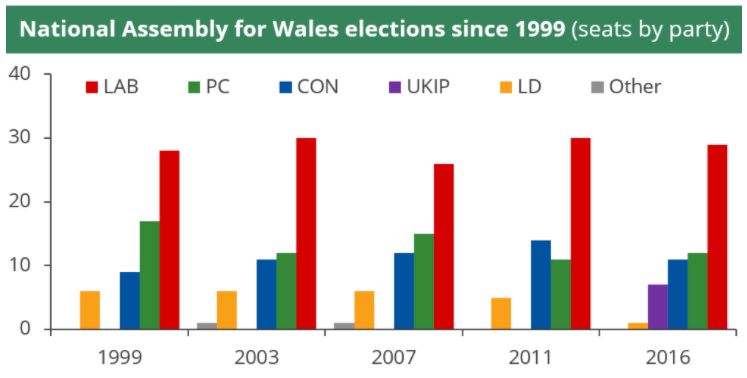 National Assembly for Wales elections since 1999 (seats by party)
40
LAB PC CON UKIP LD Other
30
20
10
0
1999 2003 2007 2011 2016